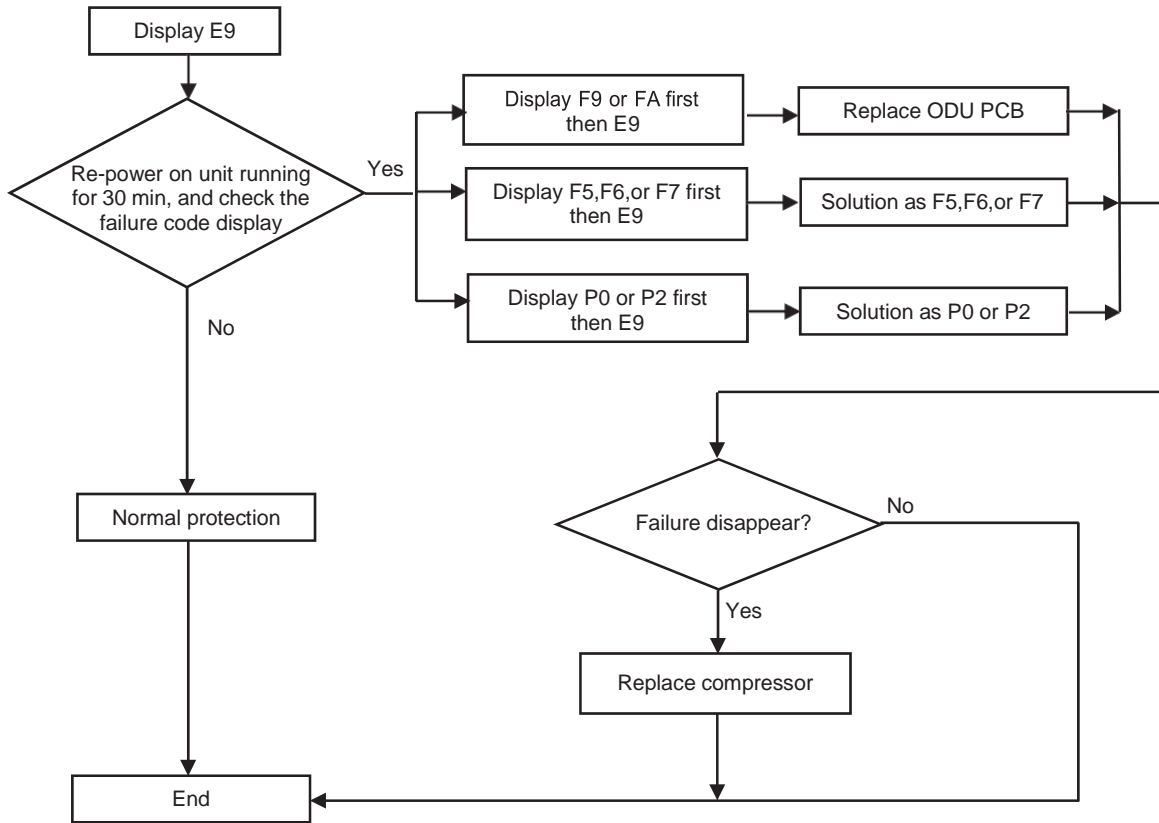 Display E9
Re-power on unit running
for 30 min, and check the
failure code display
Yes
No
Display F9 or FA first
then E9
Replace ODU PCB
Display F5,F6,or F7 first
then E9
Solution as F5,F6,or F7
Display P0 or P2 first
then E9
Solution as P0 or P2
Normal protection
Failure disappear?
No
Yes
Replace compressor
End